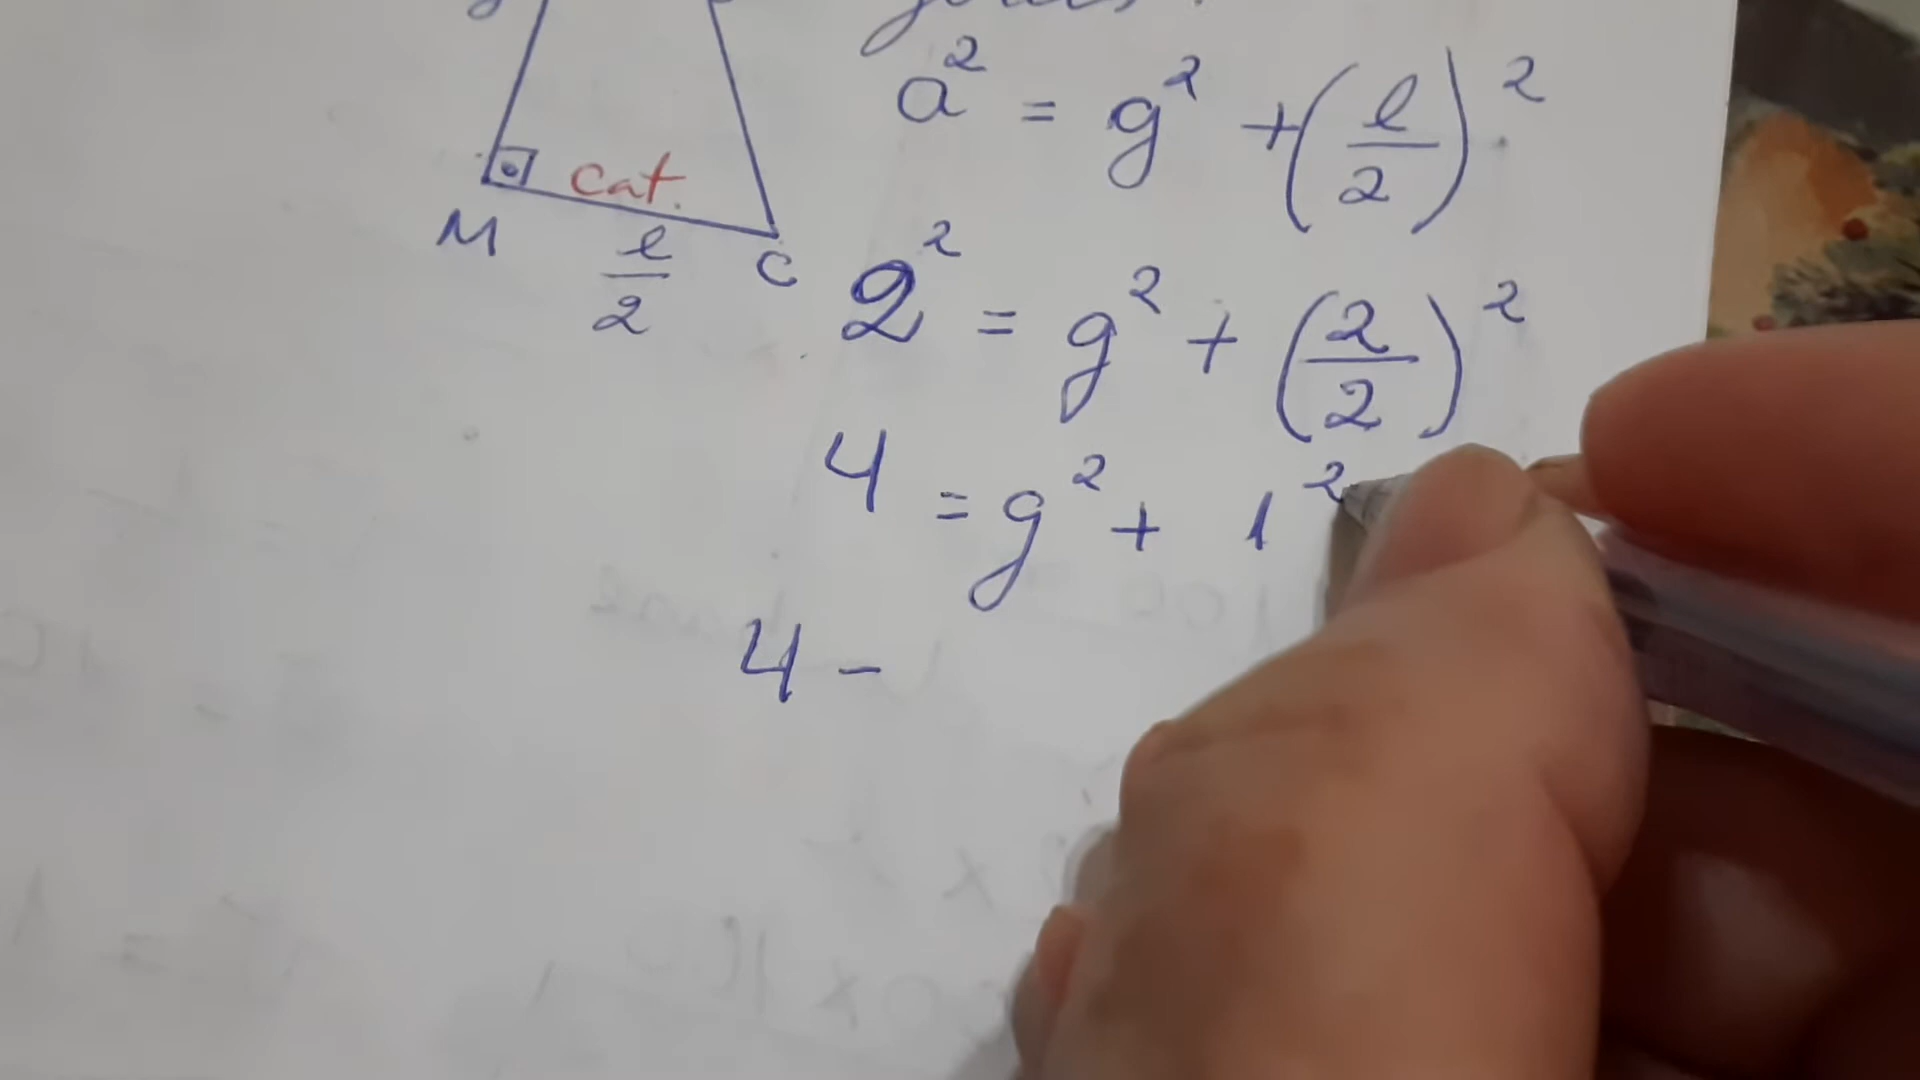 a² = g² + (l/2)²
cat.
M l/2 C
2² = g² + (2/2)²
4 = g² + 1²
4 -